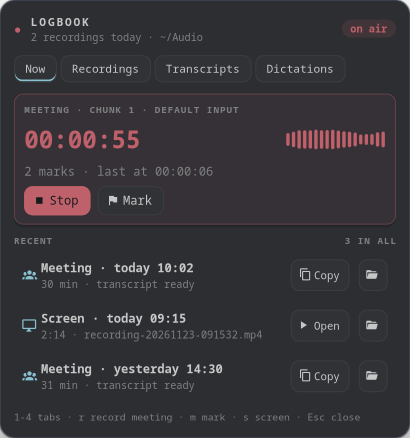 LOGBOOK
2 recordings today · ~/Audio
on air
Now
Recordings
Transcripts
Dictations
MEETING · CHUNK 1 · DEFAULT INPUT
00:00:55
2 marks · last at 00:00:06
Stop
Mark
RECENT
3 IN ALL
Meeting · today 10:02
30 min · transcript ready
Copy
Screen · today 09:15
2:14 · recording-20261123-091532.mp4
Open
Meeting · yesterday 14:30
31 min · transcript ready
Copy
1-4 tabs · r record meeting · m mark · s screen · Esc close